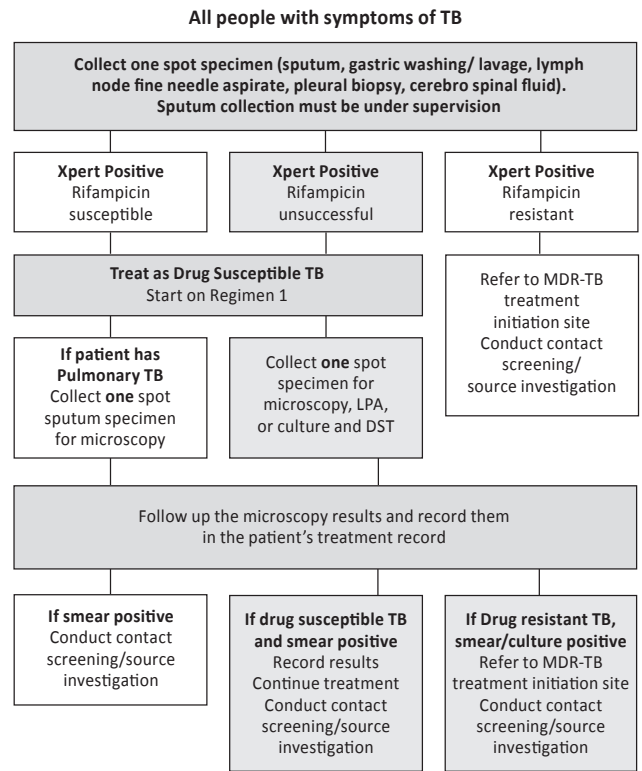 All people with symptoms of TB
Collect one spot specimen (sputum, gastric washing/ lavage, lymph
node fine needle aspirate, pleural biopsy, cerebro spinal fluid).
Sputum collection must be under supervision
Xpert Positive
Rifampicin
susceptible
Xpert Positive
Rifampicin
unsuccessful
Xpert Positive
Rifampicin
resistant
Treat as Drug Susceptible TB
Start on Regimen 1
Refer to MDR-TB
treatment
initiation site
Conduct contact
screening/
source investigation
If patient has
Pulmonary TB
Collect one spot
sputum specimen
for microscopy
Collect one spot
specimen for
microscopy, LPA,
or culture and DST
Follow up the microscopy results and record them
in the patient's treatment record
If smear positive
Conduct contact
screening/source
investigation
If drug susceptible TB
and smear positive
Record results
Continue treatment
Conduct contact
screening/source
investigation
If Drug resistant TB,
smear/culture positive
Refer to MDR-TB
treatment initiation site
Conduct contact
screening/source
investigation